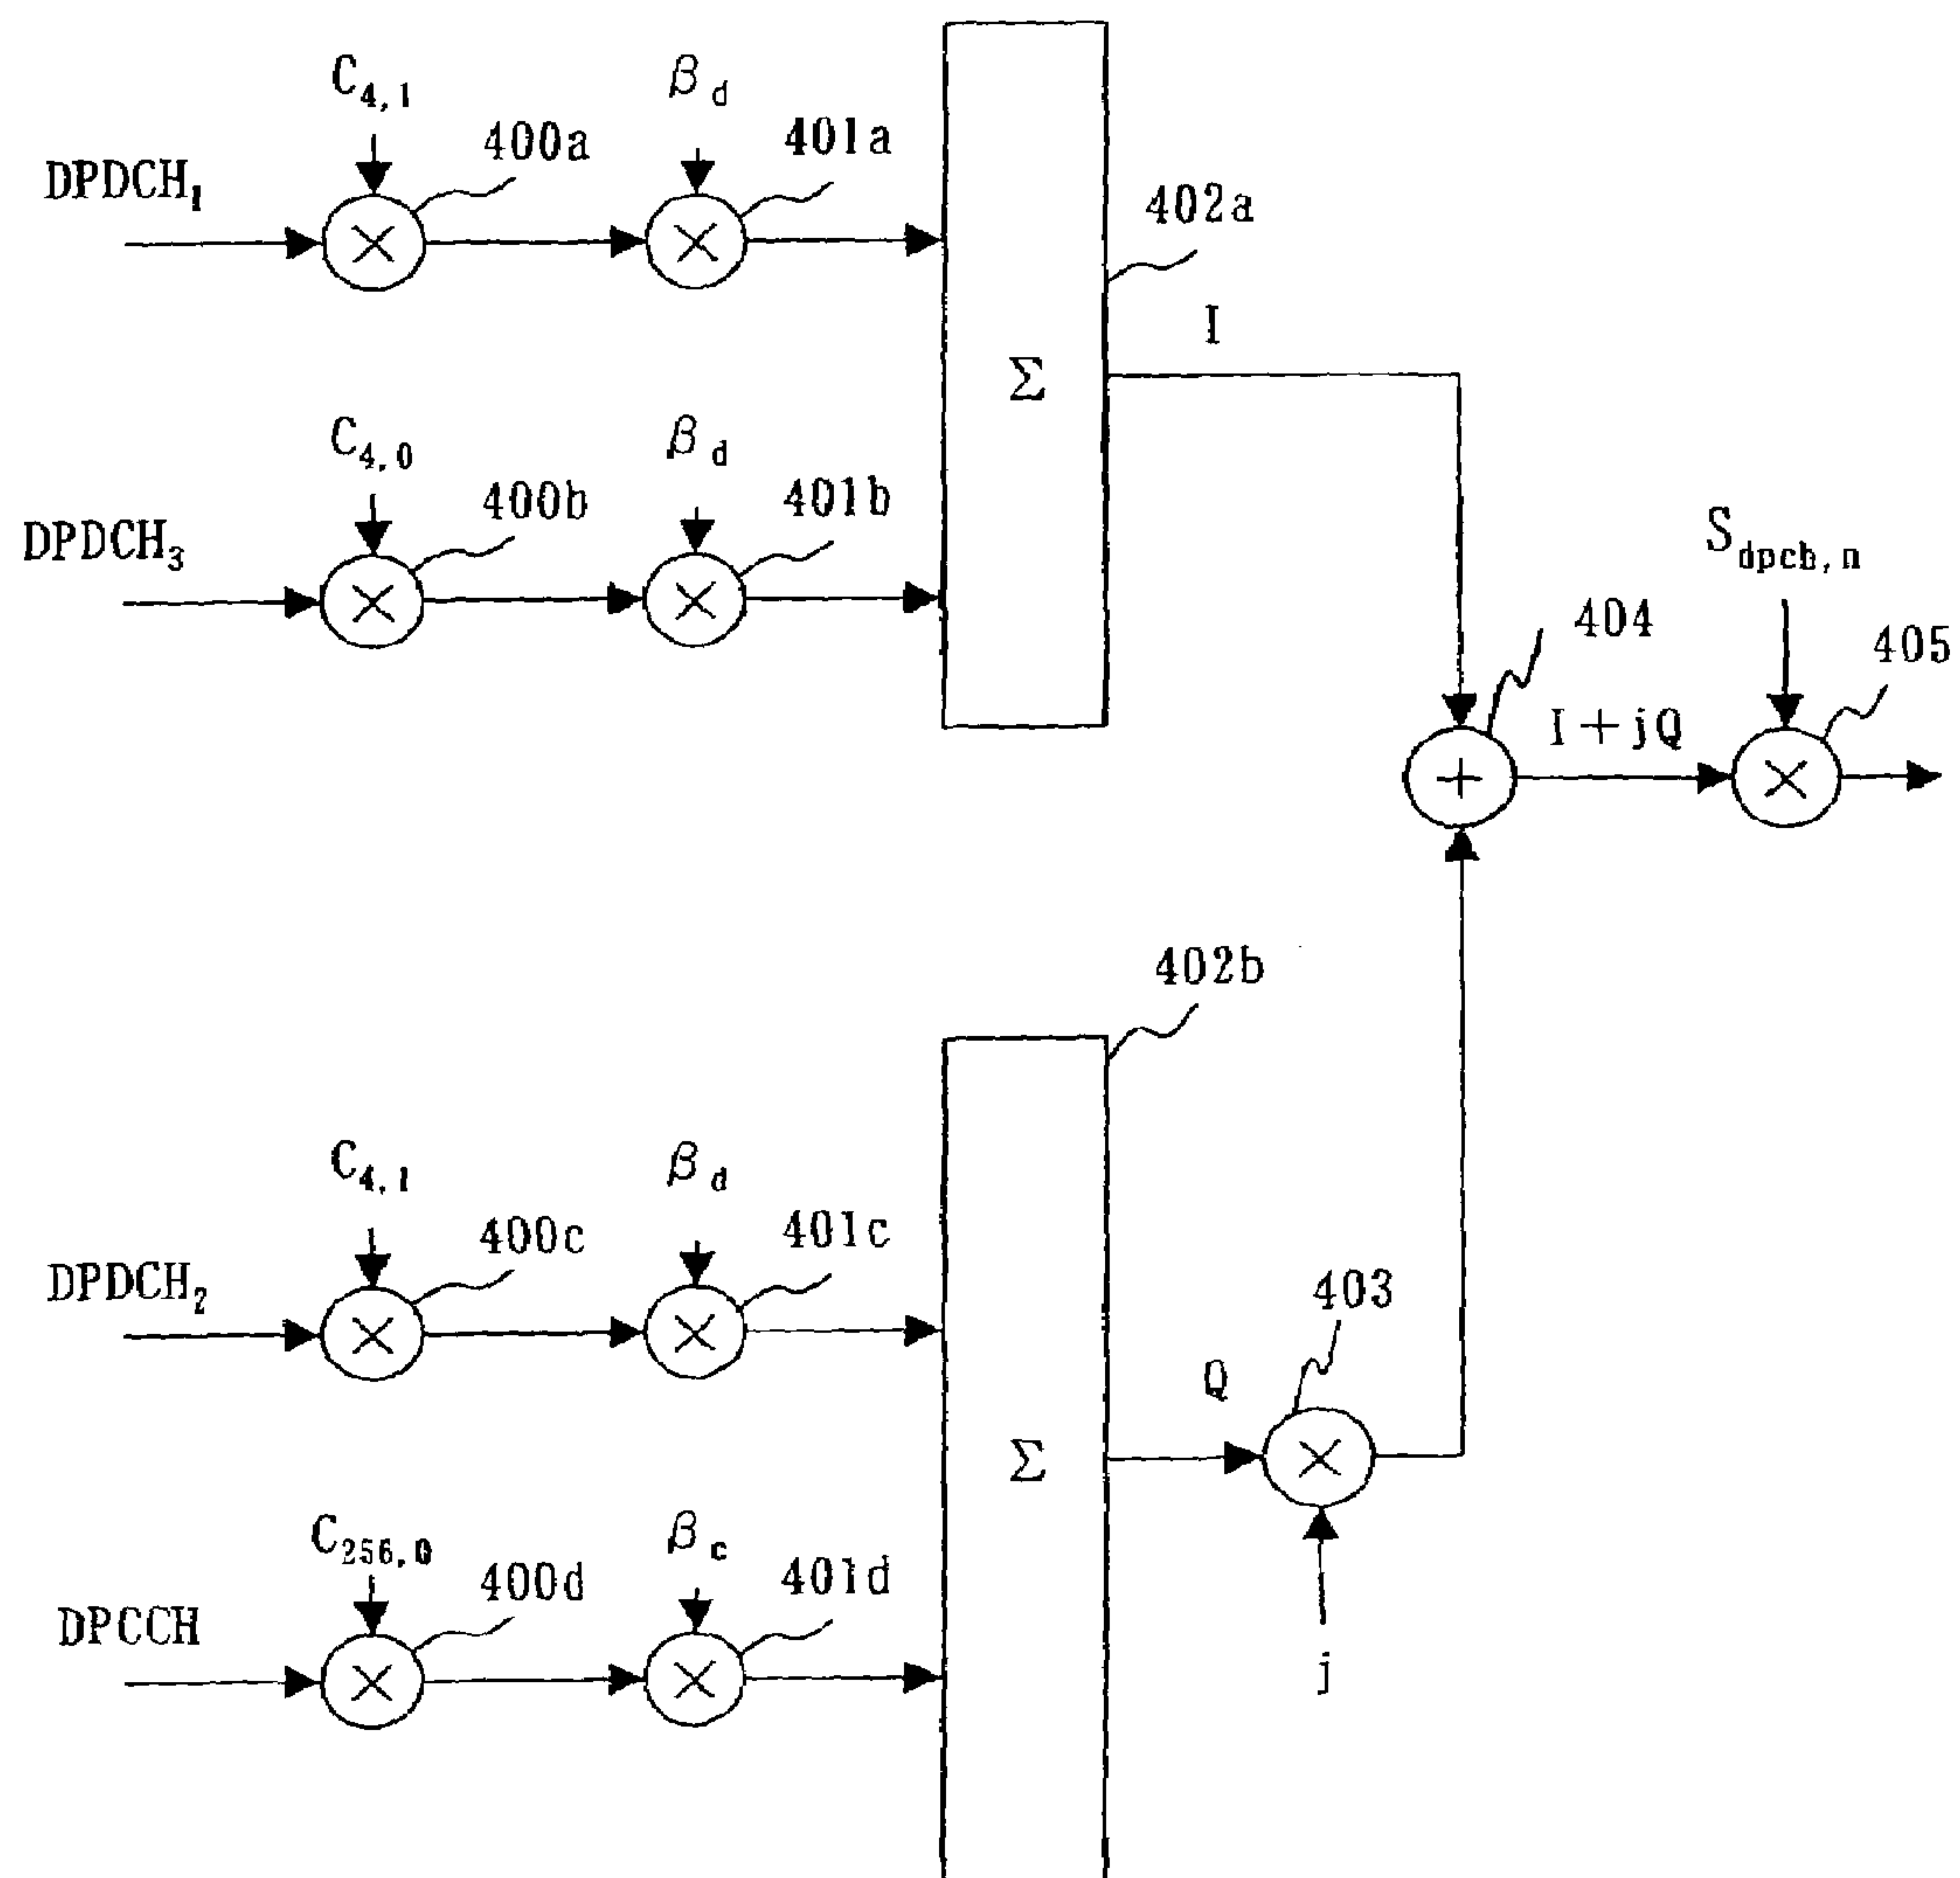 C4,1
βd
400a
401a
DPDCH1
402a
I
Σ
C4,0
βd
400b
401b
DPDCH3
Sdpch,n
404
405
I+jQ
402b
C4,1
βd
400c
401c
DPDCH2
403
Q
Σ
C256,0
βc
400d
401d
DPCCH
j